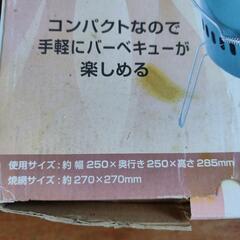 コンパクトなので
手軽にバーベキューが
楽しめる
使用サイズ：約 幅250×奥行き250×高さ285mm
焼網サイズ：約270×270mm